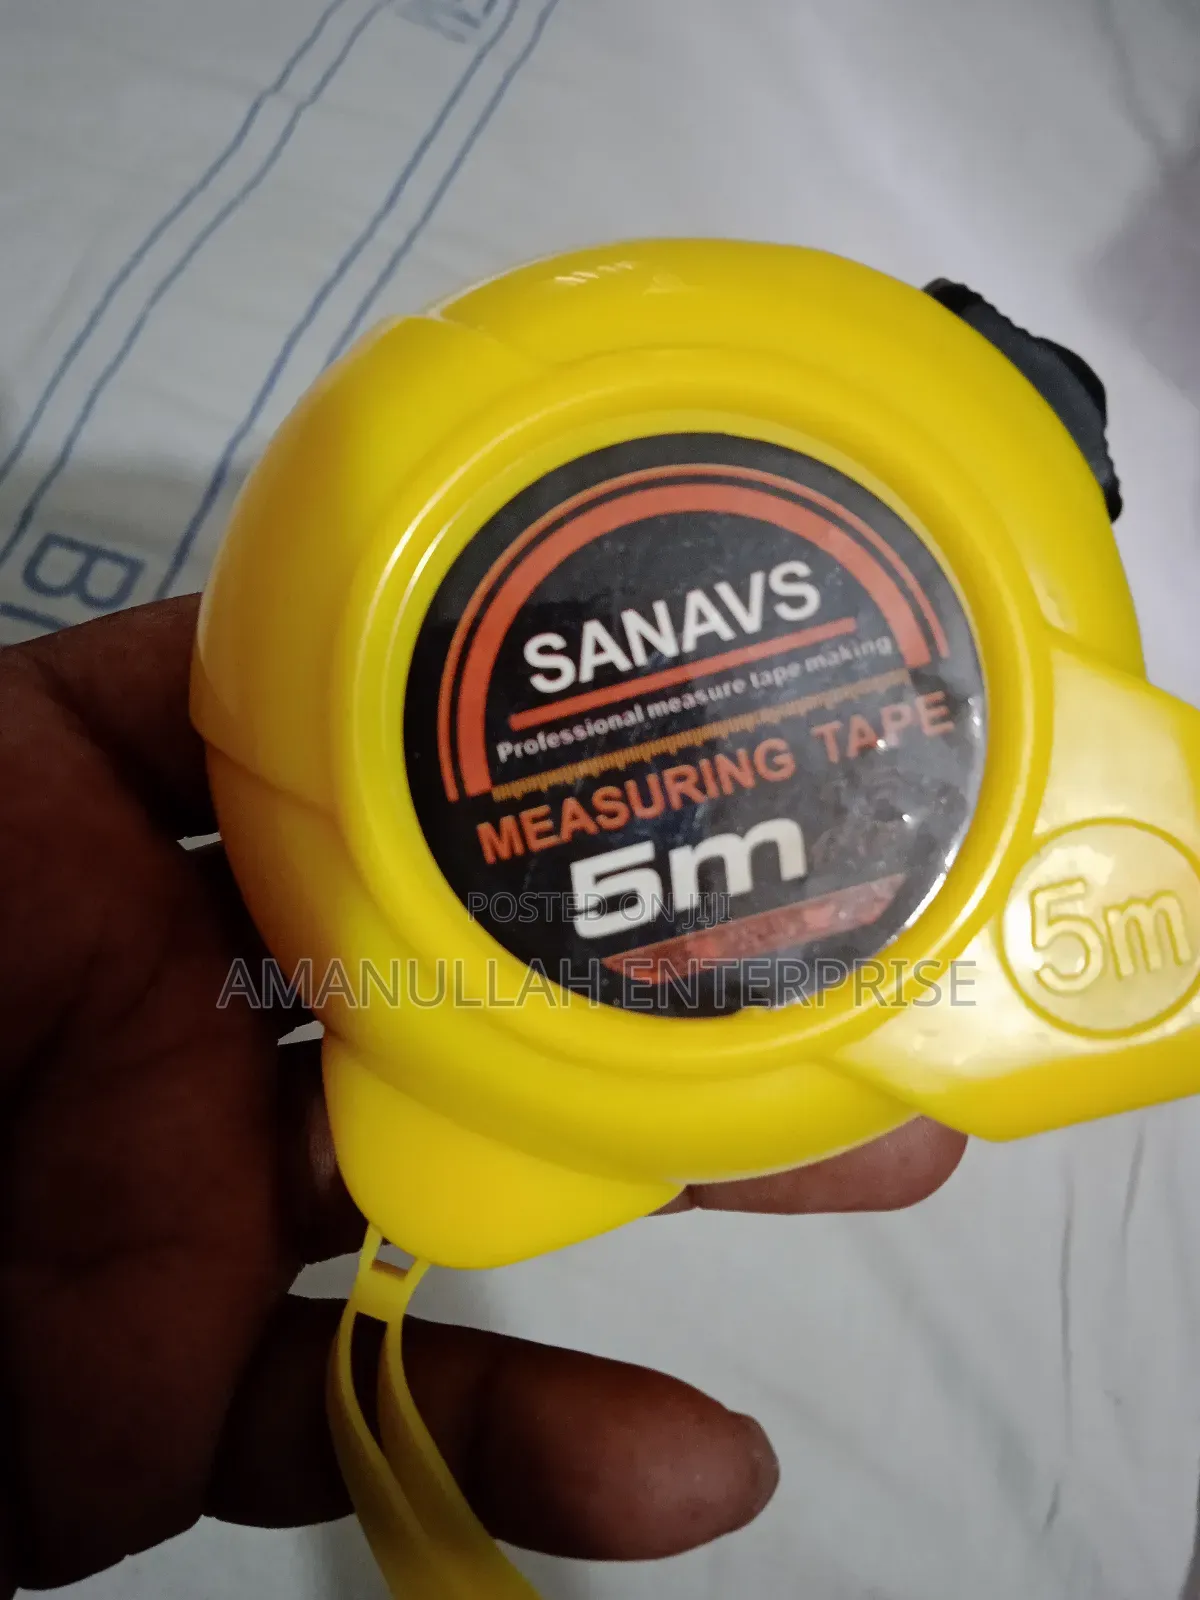 B
SANAVS
Professional measure tape making
MEASURING TAPE
5m
5m
POSTED ON JIJI
AMANULLAH ENTERPRISE